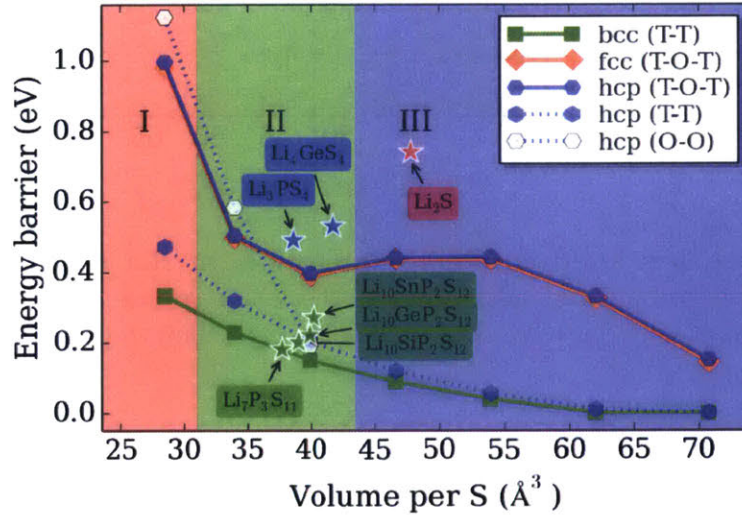 Energy barrier (eV)
1.0
0.8
0.6
0.4
0.2
0.0
25 30 35 40 45 50 55 60 65 70
Volume per S (Å³)
I II III
bcc (T-T)
fcc (T-O-T)
hcp (T-O-T)
hcp (T-T)
hcp (O-O)
Li₄GeS₄
Li₃PS₄
Li₂S
Li₁₀SnP₂S₁₂
Li₁₀GeP₂S₁₂
Li₁₀SiP₂S₁₂
Li₇P₃S₁₁